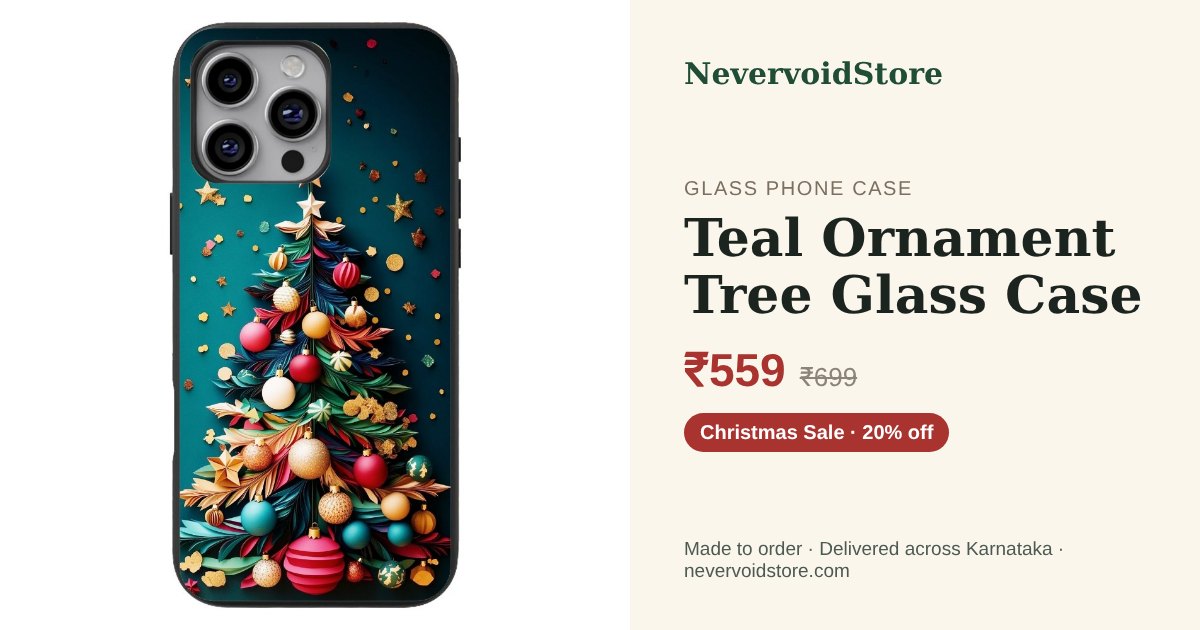 NevervoidStore
GLASS PHONE CASE
Teal Ornament
Tree Glass Case
₹559 ₹699
Christmas Sale · 20% off
Made to order · Delivered across Karnataka ·
nevervoidstore.com